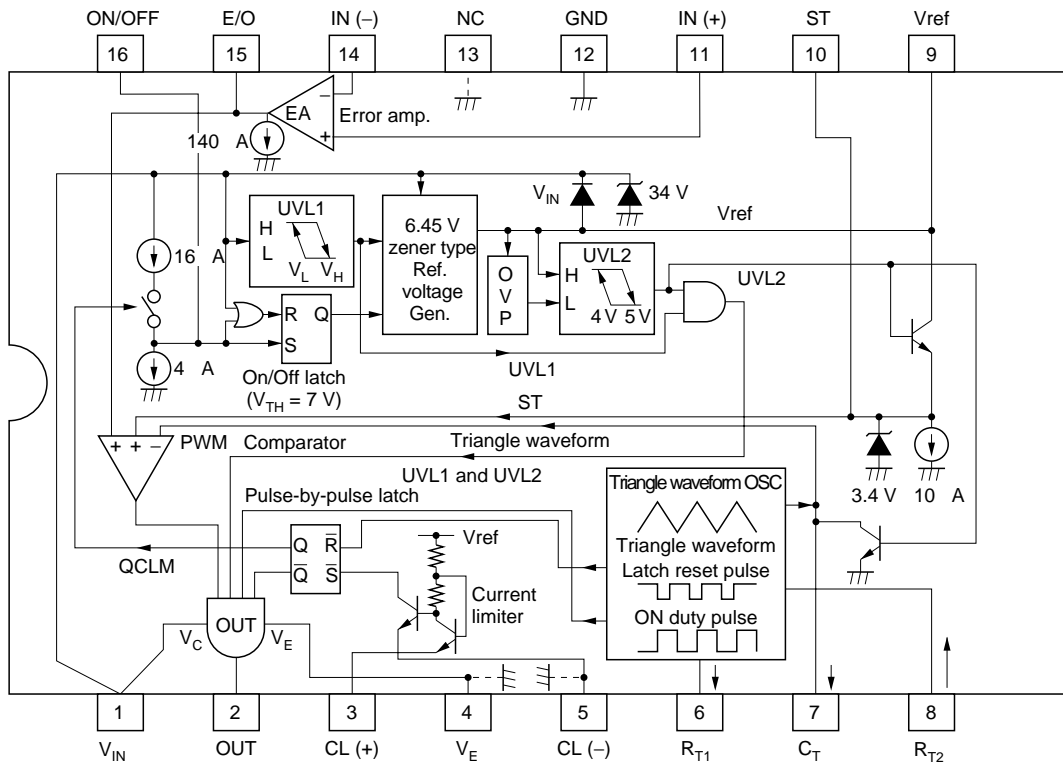 ON/OFF E/O IN (−) NC GND IN (+) ST Vref
16 15 14 13 12 11 10 9
EA
− 
+
Error amp.
140 A
V_IN
34 V
Vref
16 A
H
L
UVL1
V_L V_H
6.45 V
zener type
Ref.
voltage
Gen.
O
V
P
H
L
UVL2
4 V 5 V
UVL2
R Q
S
4 A
UVL1
On/Off latch
(V_TH = 7 V)
ST
+ + −
PWM Comparator
Triangle waveform
UVL1 and UVL2
3.4 V 10 A
Pulse-by-pulse latch
Triangle waveform OSC
Triangle waveform
Latch reset pulse
ON duty pulse
Q R̅
Q̅ S̅
QCLM
Vref
Current
limiter
OUT
V_C V_E
1 2 3 4 5 6 7 8
V_IN OUT CL (+) V_E CL (−) R_T1 C_T R_T2